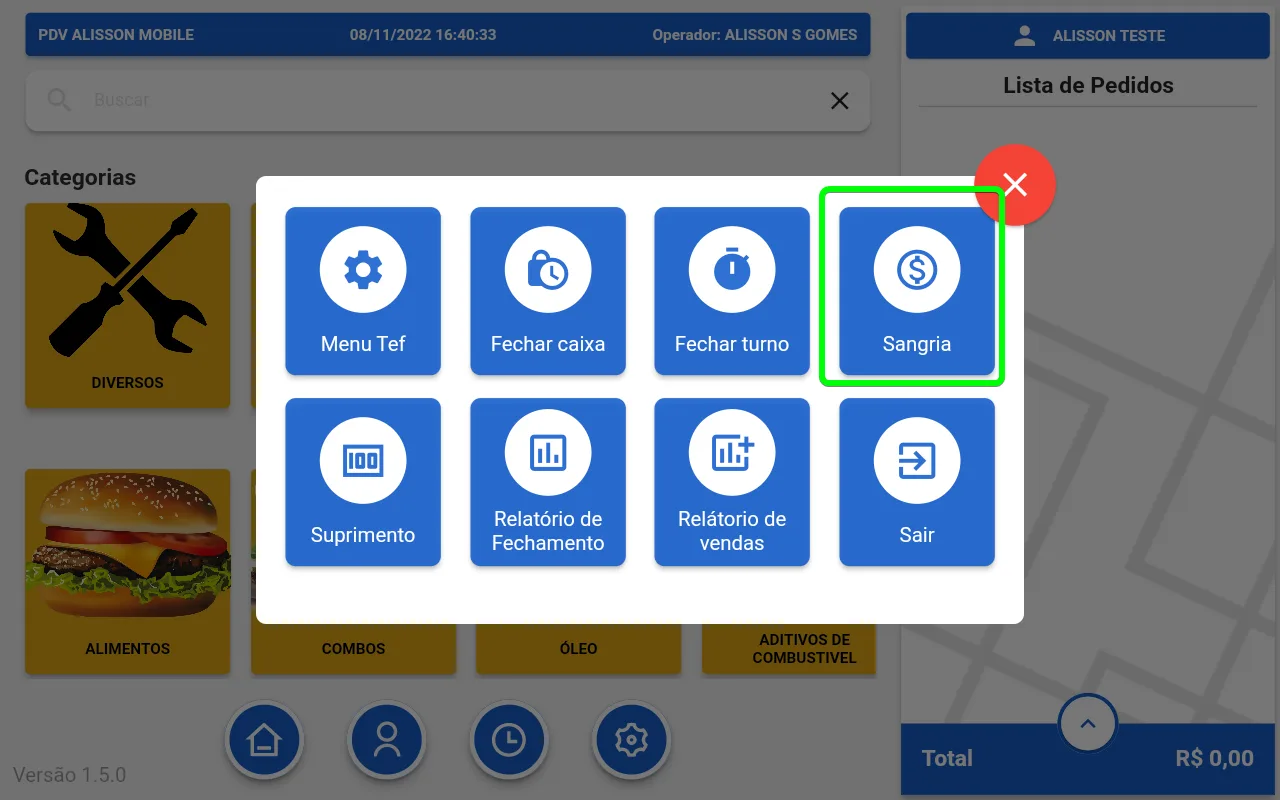 PDV ALISSON MOBILE
08/11/2022 16:40:33
Operador: ALISSON S GOMES
ALISSON TESTE
Buscar
Lista de Pedidos
Categorias
DIVERSOS
Menu Tef
Fechar caixa
Fechar turno
Sangria
100
Suprimento
Relatório de
Fechamento
Relátorio de
vendas
Sair
ALIMENTOS
COMBOS
ÓLEO
ADITIVOS DE
COMBUSTIVEL
Versão 1.5.0
Total
R$ 0,00